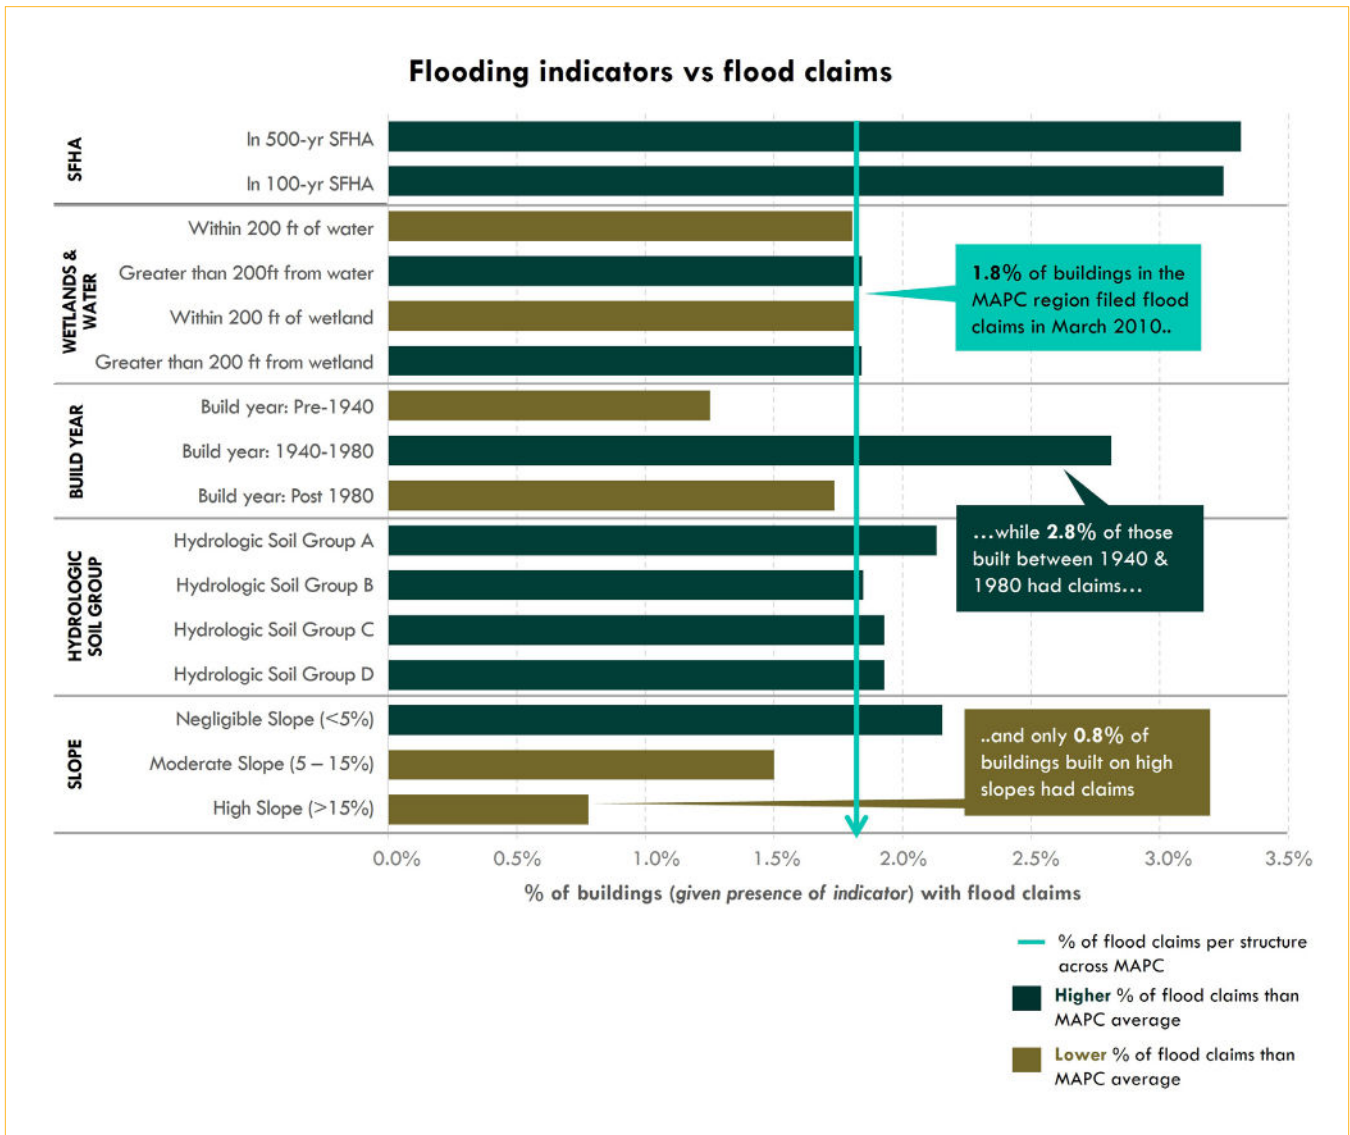 Flooding indicators vs flood claims
SFHA
In 500-yr SFHA
In 100-yr SFHA
WETLANDS &
WATER
Within 200 ft of water
Greater than 200ft from water
Within 200 ft of wetland
Greater than 200 ft from wetland
1.8% of buildings in the
MAPC region filed flood
claims in March 2010..
BUILD YEAR
Build year: Pre-1940
Build year: 1940-1980
Build year: Post 1980
...while 2.8% of those
built between 1940 &
1980 had claims...
HYDROLOGIC
SOIL GROUP
Hydrologic Soil Group A
Hydrologic Soil Group B
Hydrologic Soil Group C
Hydrologic Soil Group D
SLOPE
Negligible Slope (<5%)
Moderate Slope (5 – 15%)
High Slope (>15%)
..and only 0.8% of
buildings built on high
slopes had claims
0.0% 0.5% 1.0% 1.5% 2.0% 2.5% 3.0% 3.5%
% of buildings (given presence of indicator) with flood claims
% of flood claims per structure
across MAPC
Higher % of flood claims than
MAPC average
Lower % of flood claims than
MAPC average